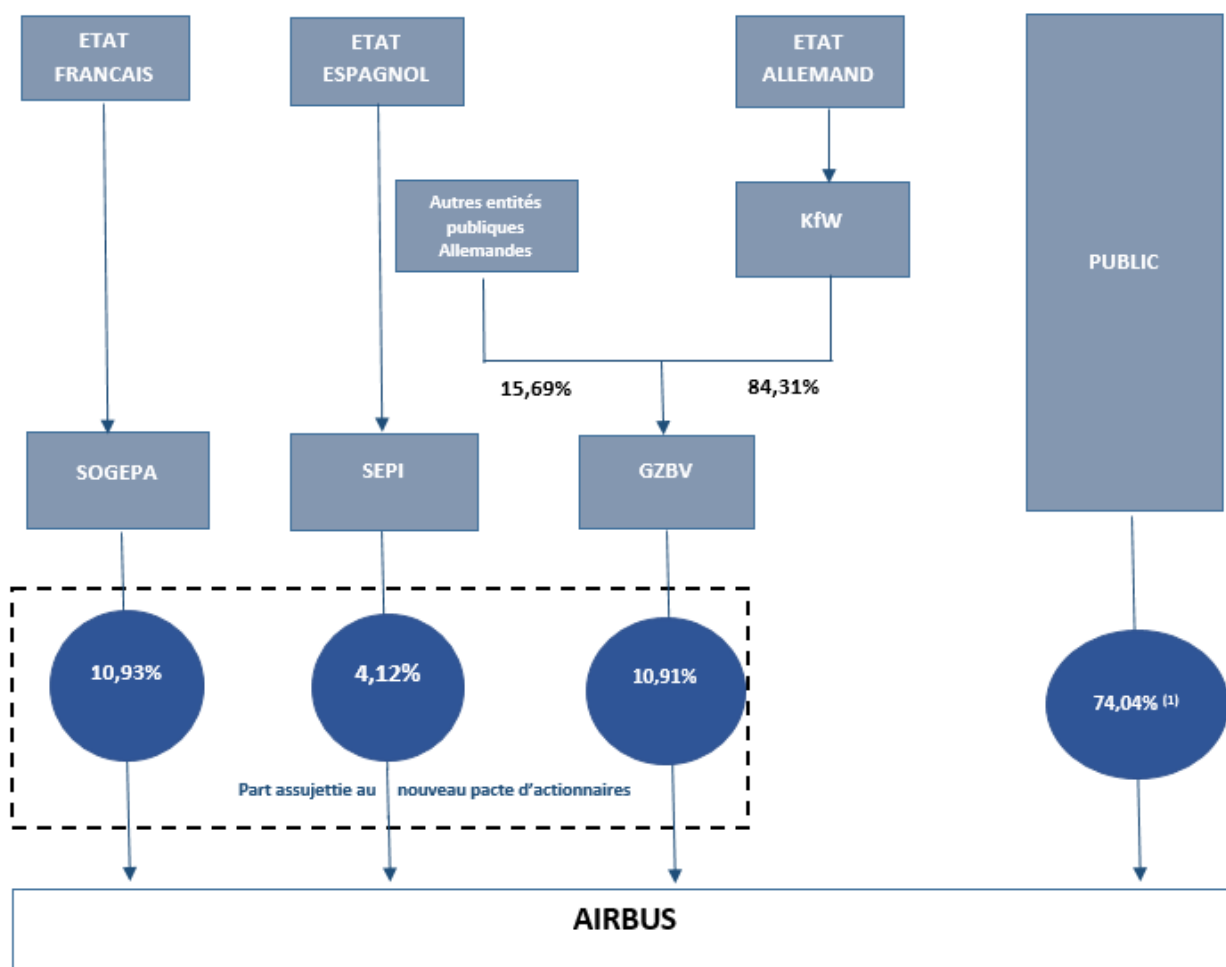 ETAT
FRANCAIS
ETAT
ESPAGNOL
ETAT
ALLEMAND
PUBLIC
Autres entités
publiques
Allemandes
KfW
15,69%
84,31%
SOGEPA
SEPI
GZBV
10,93%
4,12%
10,91%
74,04% (1)
Part assujettie au nouveau pacte d'actionnaires
AIRBUS